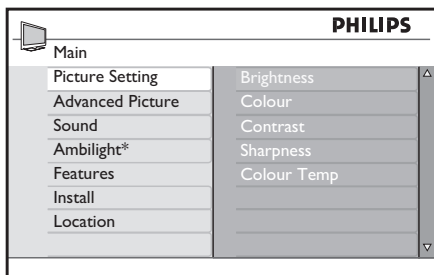 PHILIPS
Main
Picture Setting
Advanced Picture
Sound
Ambilight*
Features
Install
Location
Brightness
Colour
Contrast
Sharpness
Colour Temp